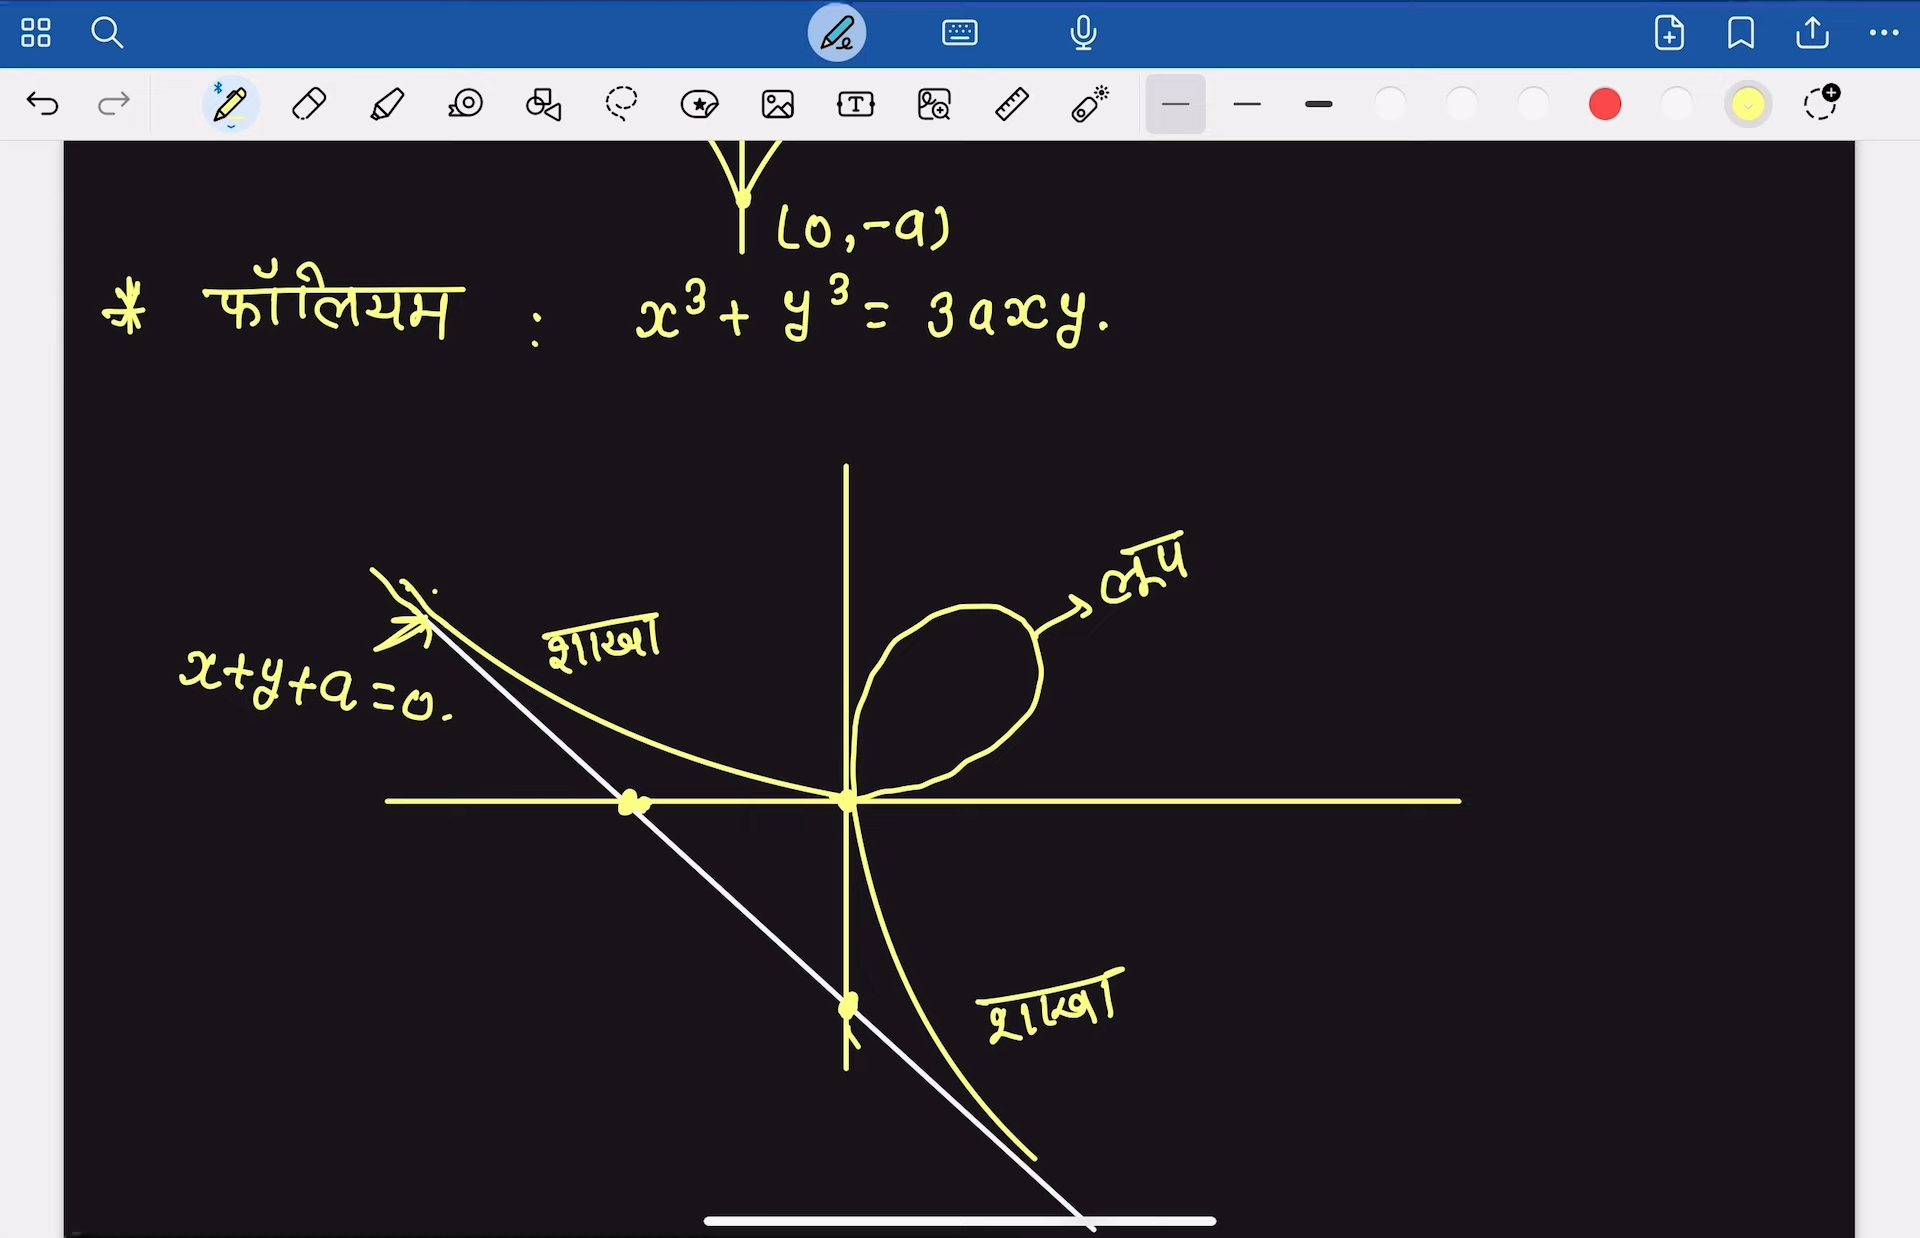 (0,-a)
* फॉलियम : x³ + y³ = 3axy.
लूप
शाखा
x+y+a=0.
शाखा